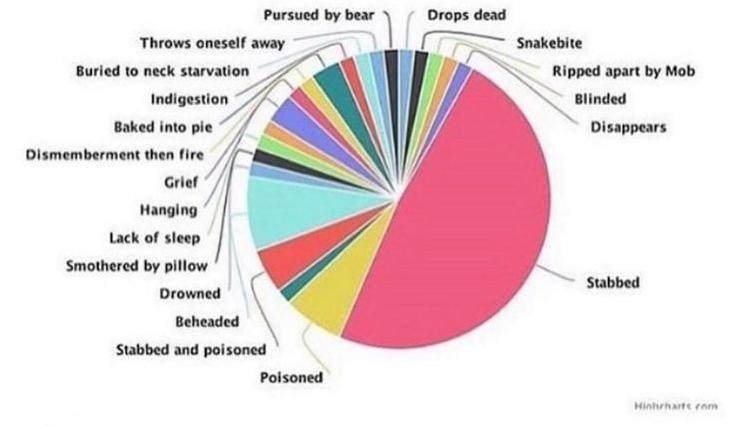 Pursued by bear
Drops dead
Throws oneself away
Snakebite
Buried to neck starvation
Ripped apart by Mob
Indigestion
Blinded
Baked into pie
Disappears
Dismemberment then fire
Grief
Hanging
Lack of sleep
Smothered by pillow
Stabbed
Drowned
Beheaded
Stabbed and poisoned
Poisoned
Highcharts.com